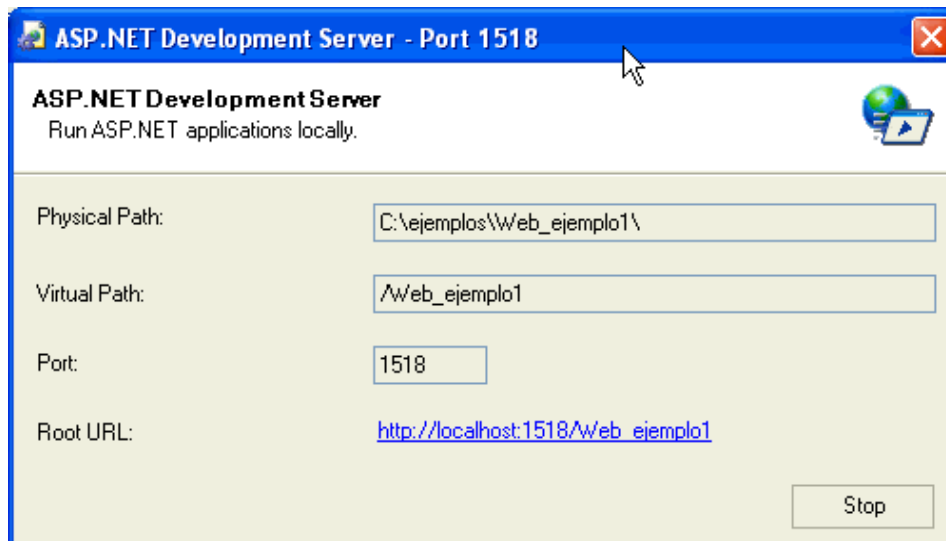 ASP.NET Development Server - Port 1518
ASP.NET Development Server
Run ASP.NET applications locally.
Physical Path: C:\ejemplos\Web_ejemplo1\
Virtual Path: /Web_ejemplo1
Port: 1518
Root URL: http://localhost:1518/Web_ejemplo1
Stop